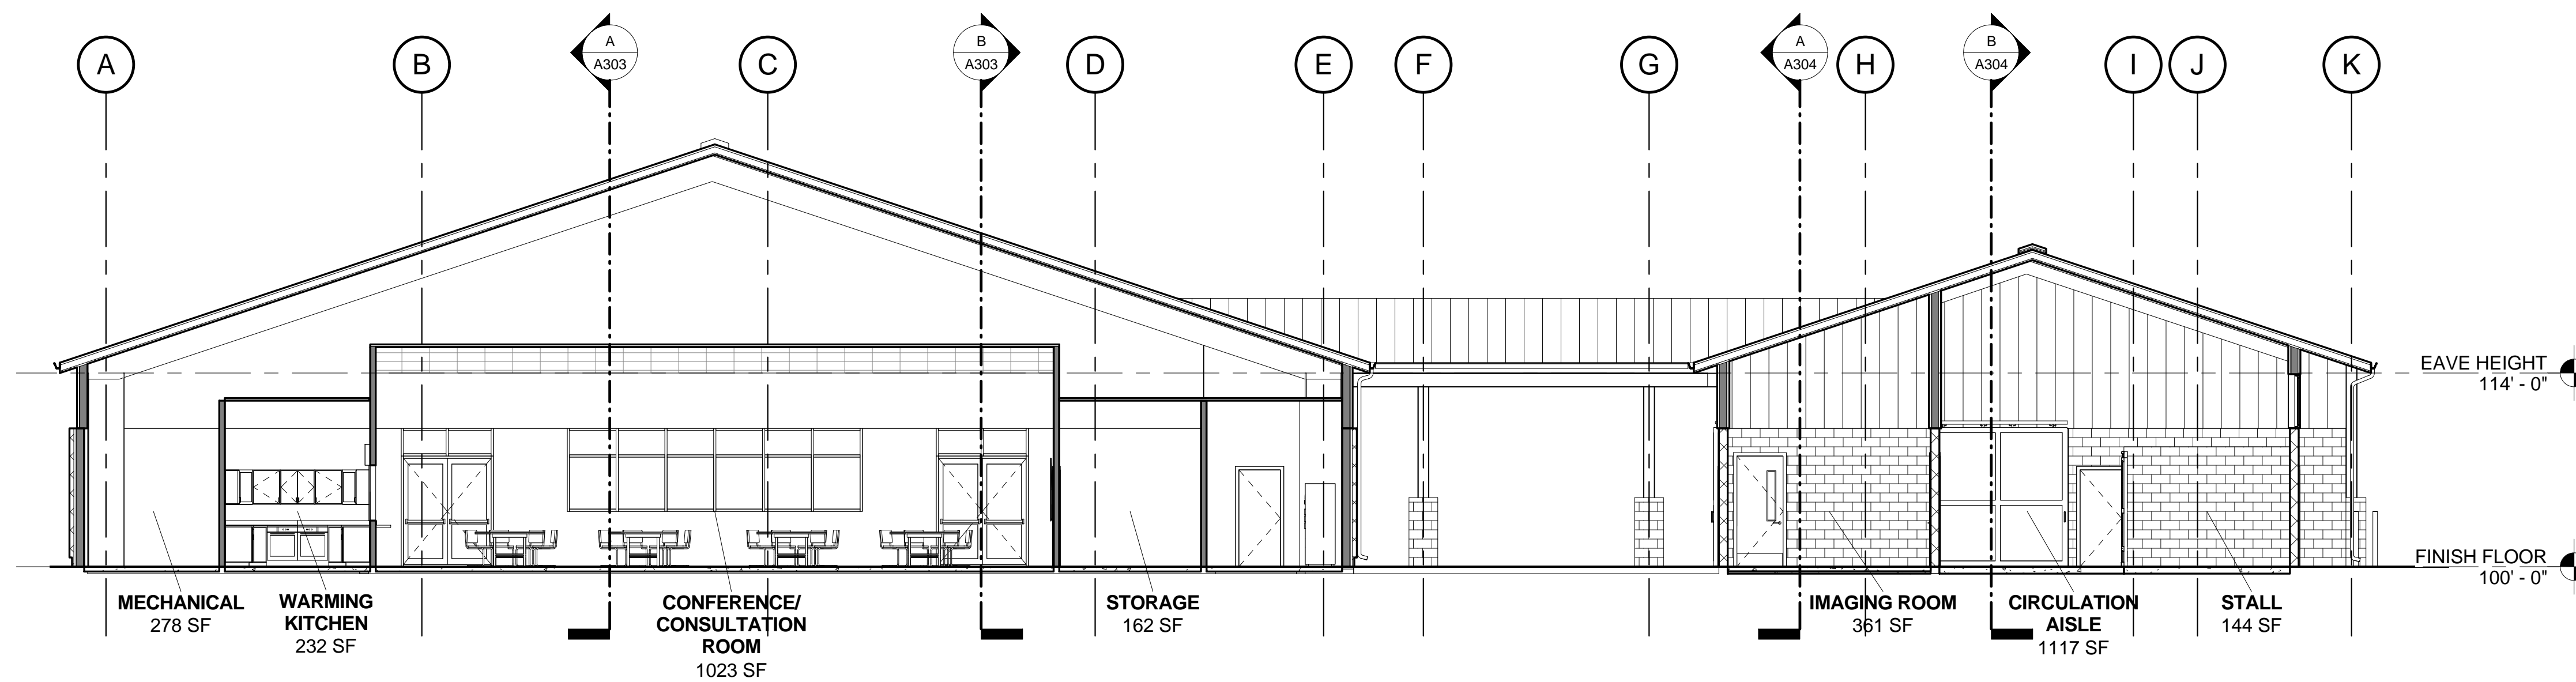 A
B
A
A303
C
B
A303
D
E
F
G
A
A304
H
B
A304
I
J
K
EAVE HEIGHT
114' - 0"
FINISH FLOOR
100' - 0"
MECHANICAL
278 SF
WARMING
KITCHEN
232 SF
CONFERENCE/
CONSULTATION
ROOM
1023 SF
STORAGE
162 SF
IMAGING ROOM
361 SF
CIRCULATION
AISLE
1117 SF
STALL
144 SF